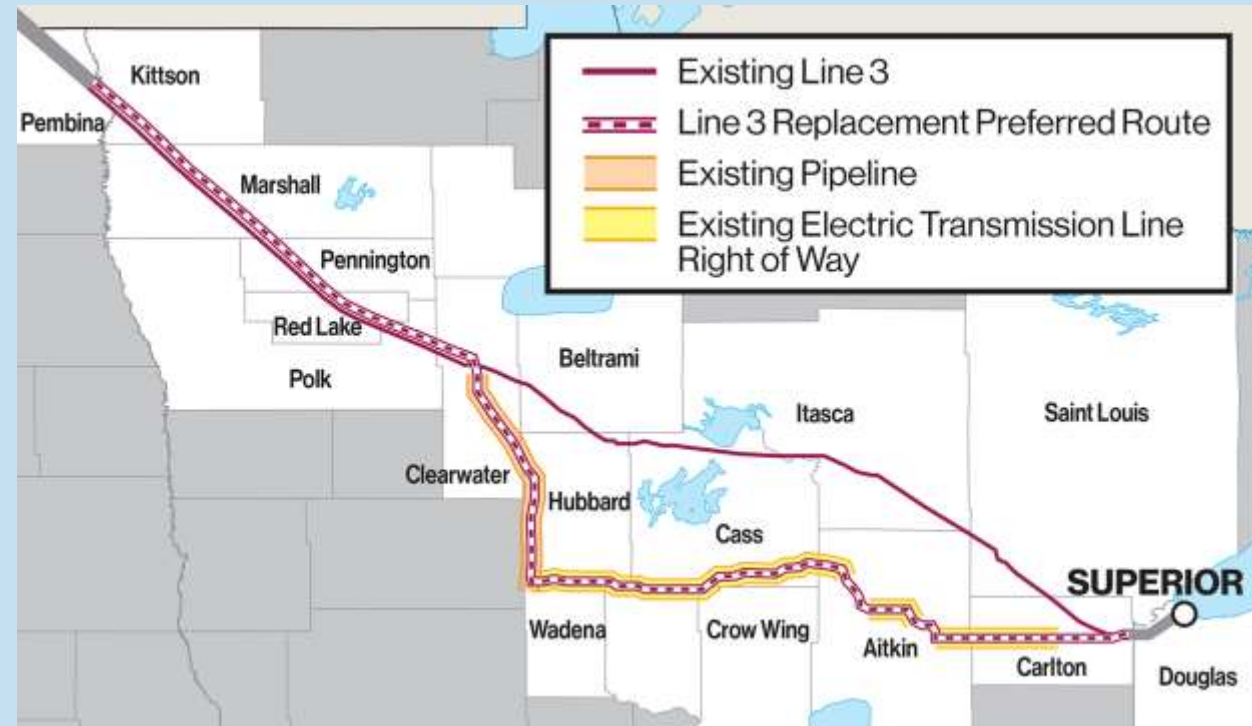 Existing Line 3
Line 3 Replacement Preferred Route
Existing Pipeline
Existing Electric Transmission Line
Right of Way
Kittson
Pembina
Marshall
Pennington
Red Lake
Polk
Beltrami
Itasca
Saint Louis
Clearwater
Hubbard
Cass
SUPERIOR
Wadena
Crow Wing
Aitkin
Carlton
Douglas